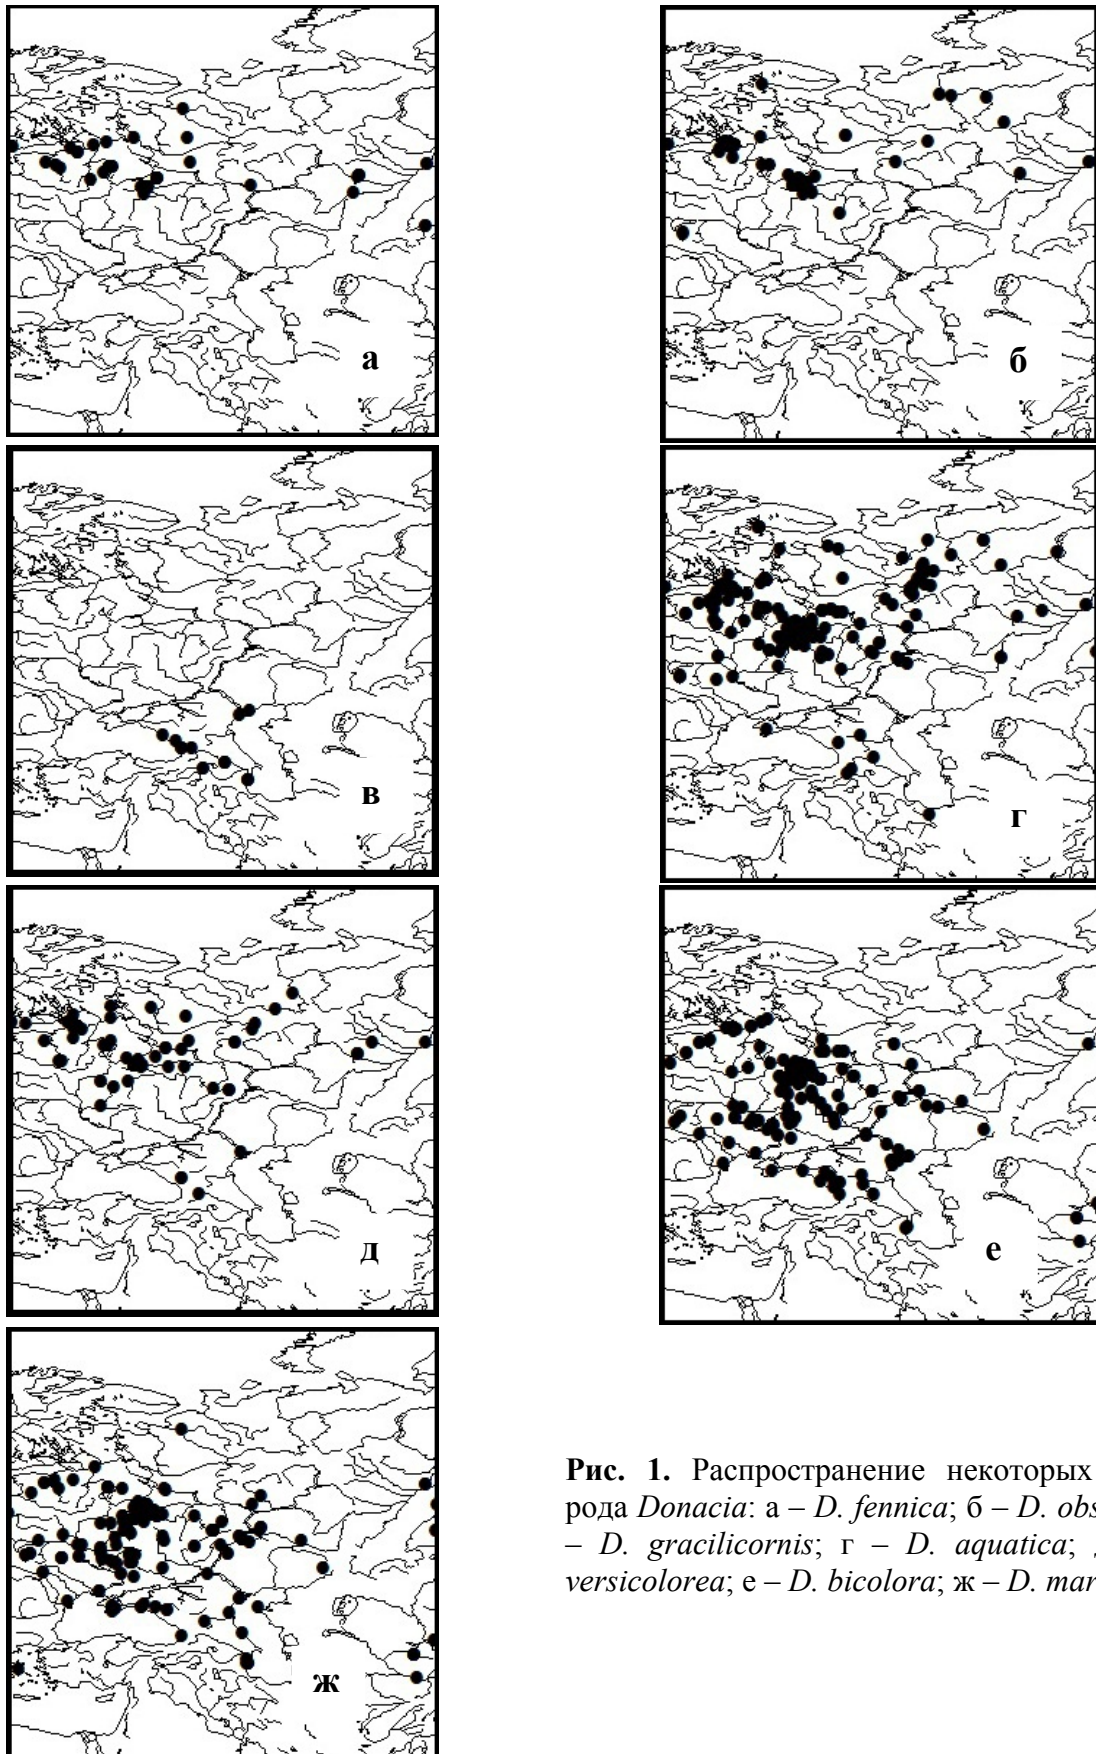 а
б
в
г
д
е
ж
Рис. 1. Распространение некоторых
рода Donacia: а – D. fennica; б – D.
– D. gracilicornis; г – D. aquatica;
versicolorea; е – D. bicolora; ж – D.